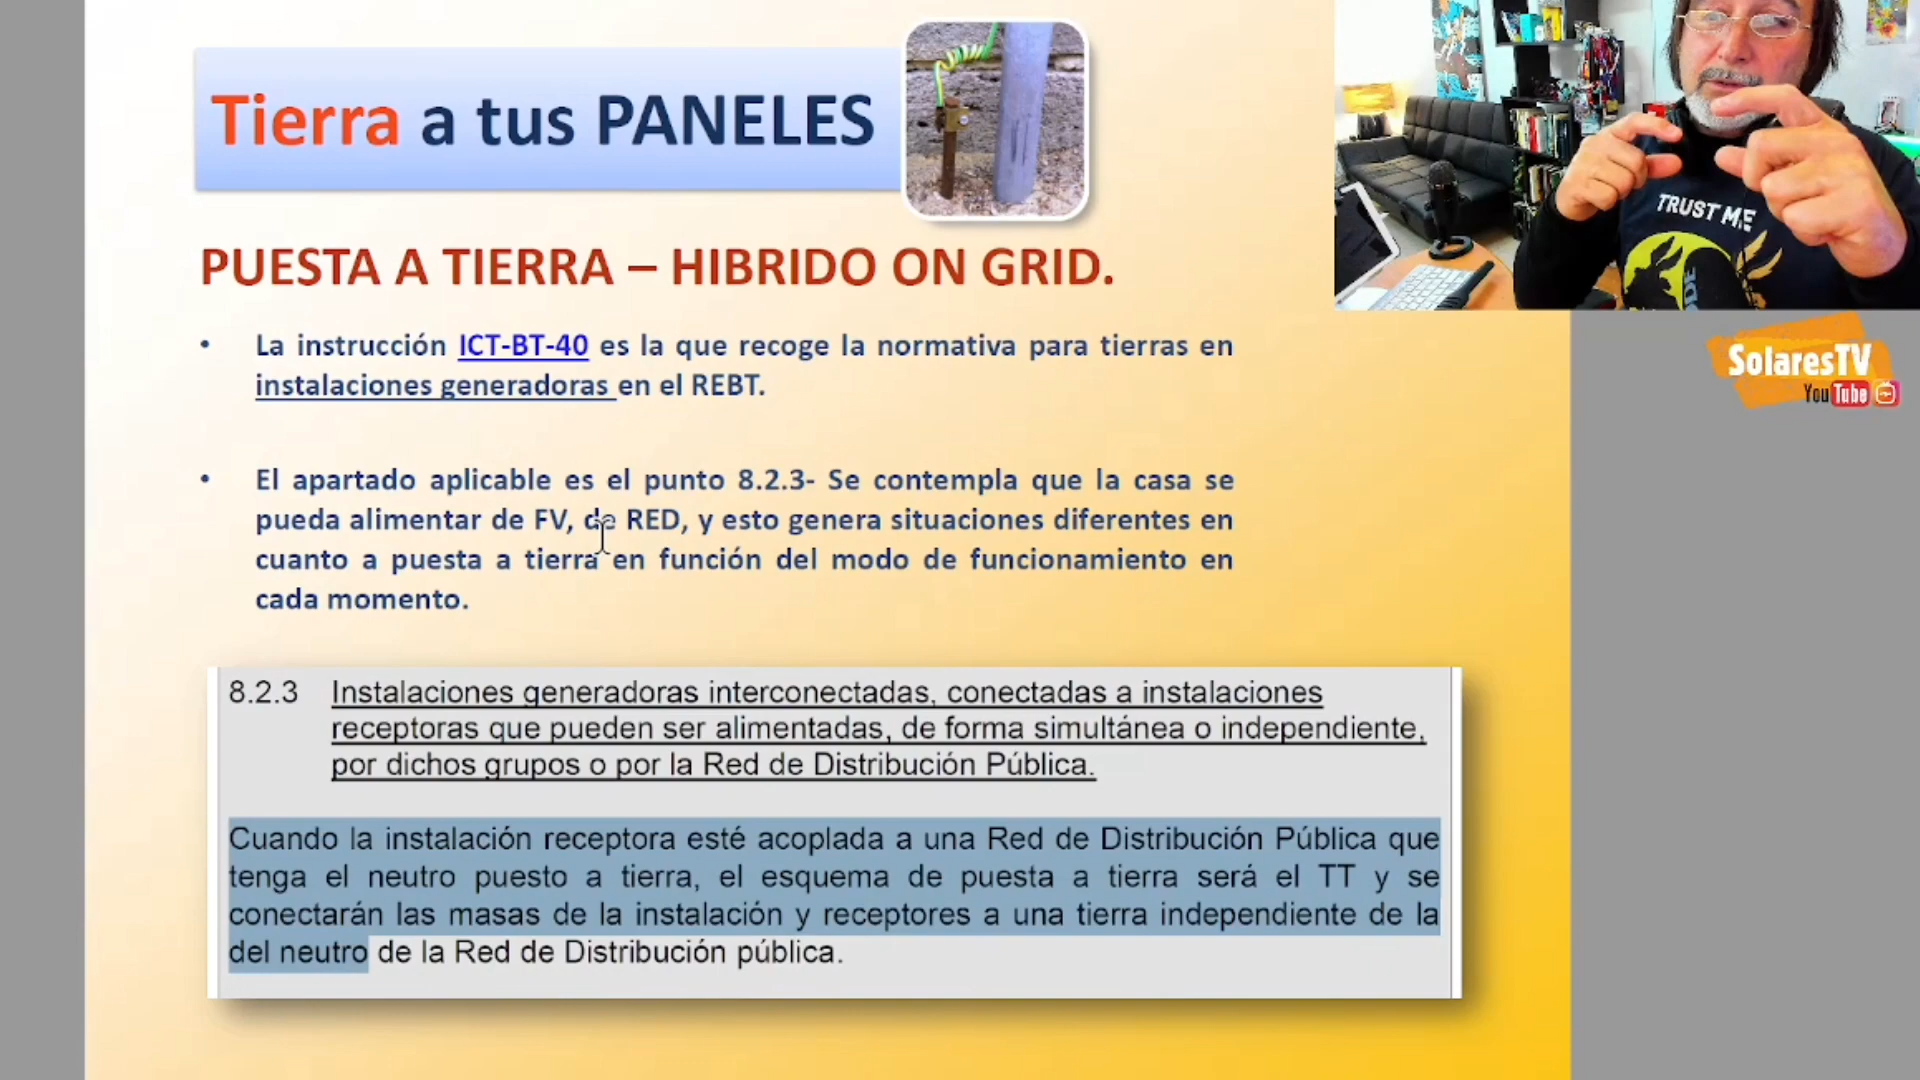 Tierra a tus PANELES
PUESTA A TIERRA – HIBRIDO ON GRID.
• La instrucción ICT-BT-40 es la que recoge la normativa para tierras en
instalaciones generadoras en el REBT.
• El apartado aplicable es el punto 8.2.3- Se contempla que la casa se
pueda alimentar de FV, de RED, y esto genera situaciones diferentes en
cuanto a puesta a tierra en función del modo de funcionamiento en
cada momento.
8.2.3 Instalaciones generadoras interconectadas, conectadas a instalaciones
receptoras que pueden ser alimentadas, de forma simultánea o independiente,
por dichos grupos o por la Red de Distribución Pública.
Cuando la instalación receptora esté acoplada a una Red de Distribución Pública que
tenga el neutro puesto a tierra, el esquema de puesta a tierra será el TT y se
conectarán las masas de la instalación y receptores a una tierra independiente de la
del neutro de la Red de Distribución pública.
TRUST ME
SolaresTV
YouTube